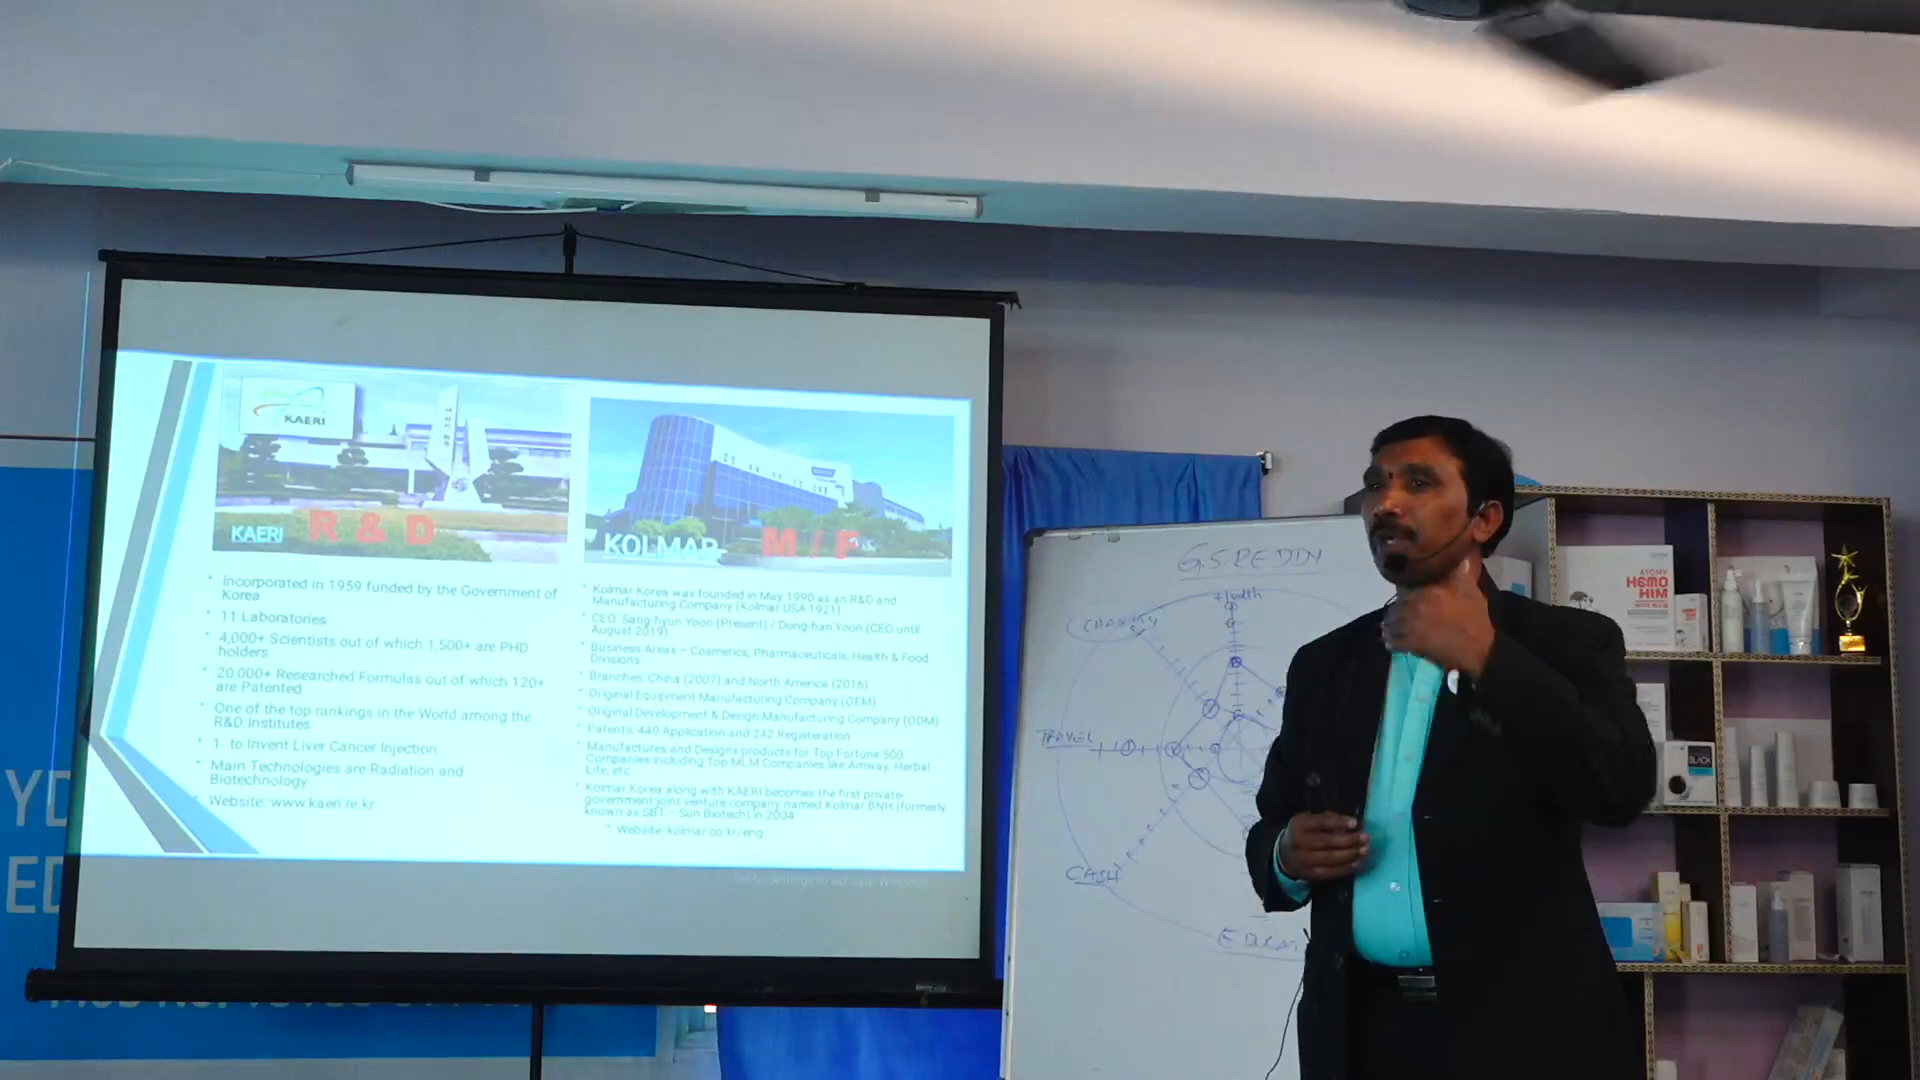 KAERI
KAERI R & D
Incorporated in 1959 funded by the Government of
Korea
11 Laboratories
4,000+ Scientists out of which 1,500+ are PHD
holders
20,000+ Researched Formulas out of which 120+
are Patented
One of the top rankings in the World among the
R&D Institutes
1. to Invent Liver Cancer Injection
Main Technologies are Radiation and
Biotechnology
Website: www.kaeri.re.kr
KOLMAR M / F
Kolmar Korea was founded in May 1990 as an R&D and
Manufacturing Company (Kolmar USA 1921)
CEO: Sang-hyun Yoon (Present) / Dong-han Yoon (CEO until
August 2019)
Business Areas – Cosmetics, Pharmaceuticals, Health & Food
Divisions
Branches: China (2007) and North America (2016)
Original Equipment Manufacturing Company (OEM)
Original Development & Design Manufacturing Company (ODM)
Patents: 440 Application and 242 Registeration
Manufactures and Designs products for Top Fortune 500
Companies including Top MLM Companies like Amway, Herbal
Life, etc.
Kolmar Korea along with KAERI becomes the first private-
government joint venture company named Kolmar BNH (formerly
known as SBT – Sun Biotech) in 2004
Website: kolmar.co.kr/eng
G.S.REDDY
Health
CHARITY
TRAVEL
CASH
EDUCATI
ATOMY
HEMO
HIM
BLACK
YD
ED